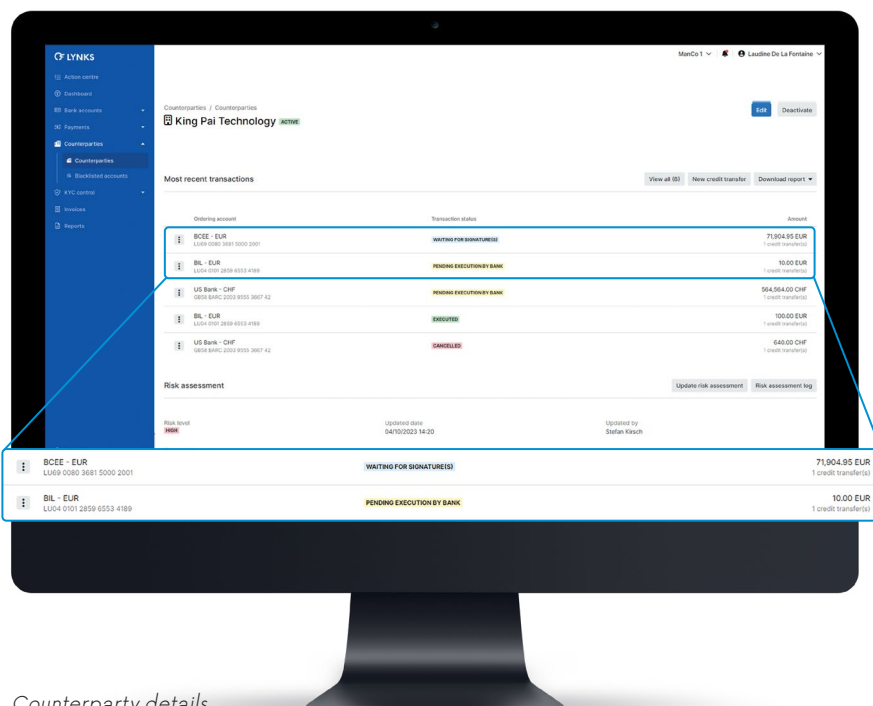 LYNKS
ManCo 1
Laudine De La Fontaine
Action centre
Dashboard
Bank accounts
Payments
Counterparties
Counterparties
Blacklisted accounts
KYC control
Invoices
Reports
Counterparties / Counterparties
King Pai Technology ACTIVE
Edit Deactivate
Most recent transactions
View all (6) New credit transfer Download report
Ordering account Transaction status Amount
BCEE - EUR WAITING FOR SIGNATURE(S) 71,904.95 EUR
LU69 0080 3681 5000 2001 1 credit transfer(s)
BIL - EUR PENDING EXECUTION BY BANK 10.00 EUR
LU04 0101 2859 6553 4189 1 credit transfer(s)
US Bank - CHF PENDING EXECUTION BY BANK 564,564.00 CHF
GB58 BARC 2003 9555 3667 42 1 credit transfer(s)
BIL - EUR EXECUTED 100.00 EUR
LU04 0101 2859 6553 4189 1 credit transfer(s)
US Bank - CHF CANCELLED 640.00 CHF
GB58 BARC 2003 9555 3667 42 1 credit transfer(s)
Risk assessment
Update risk assessment Risk assessment log
Risk level Updated date Updated by
HIGH 04/10/2023 14:20 Stefan Kirsch
BCEE - EUR WAITING FOR SIGNATURE(S) 71,904.95 EUR
LU69 0080 3681 5000 2001 1 credit transfer(s)
BIL - EUR PENDING EXECUTION BY BANK 10.00 EUR
LU04 0101 2859 6553 4189 1 credit transfer(s)
Counterparty details